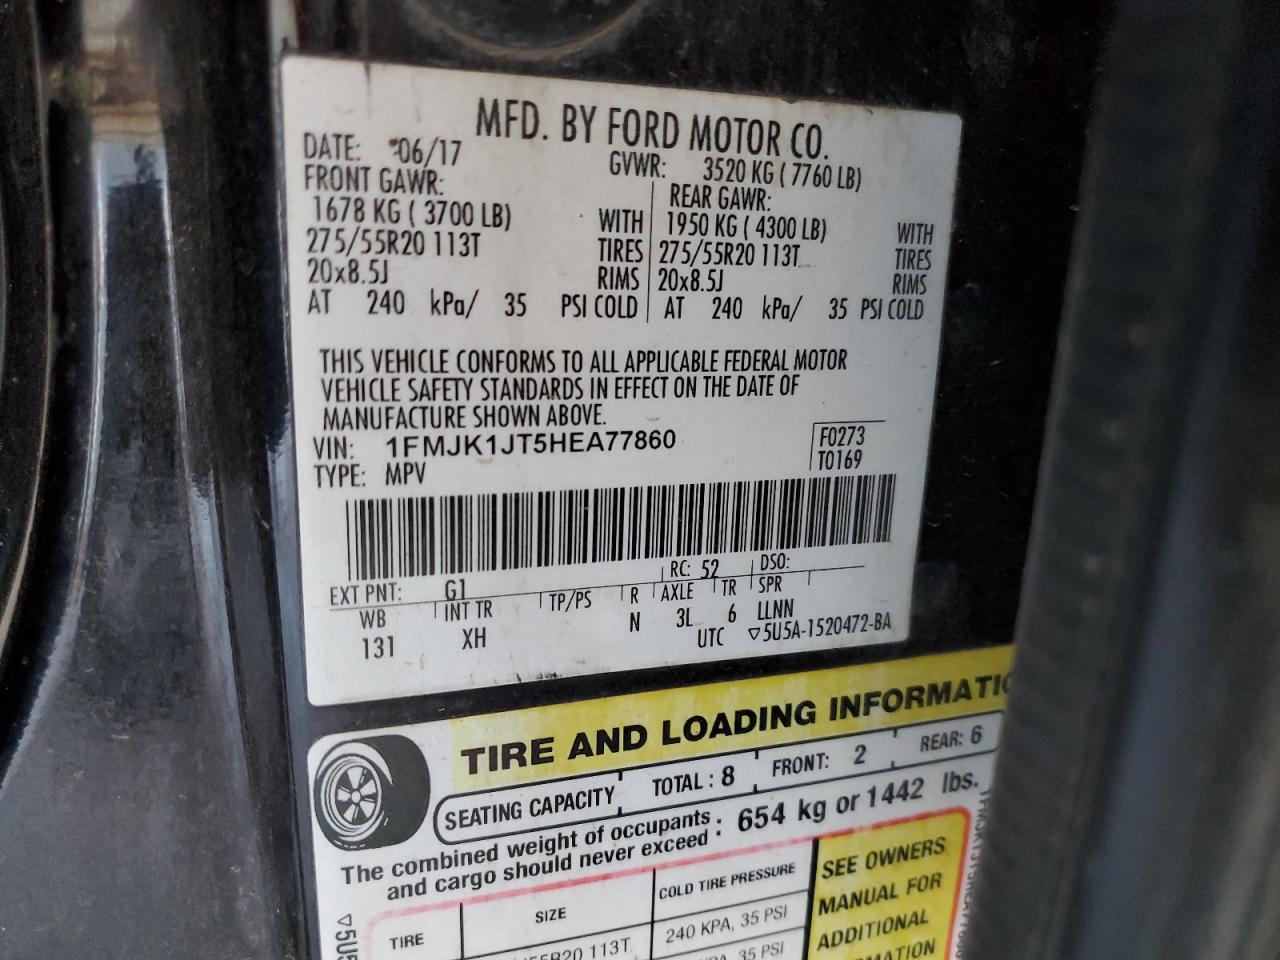 MFD. BY FORD MOTOR CO.
DATE: 06/17 GVWR: 3520 KG ( 7760 LB)
FRONT GAWR: REAR GAWR:
1678 KG ( 3700 LB) WITH 1950 KG ( 4300 LB) WITH
275/55R20 113T TIRES 275/55R20 113T TIRES
20x8.5J RIMS 20x8.5J RIMS
AT 240 kPa/ 35 PSI COLD AT 240 kPa/ 35 PSI COLD
THIS VEHICLE CONFORMS TO ALL APPLICABLE FEDERAL MOTOR
VEHICLE SAFETY STANDARDS IN EFFECT ON THE DATE OF
MANUFACTURE SHOWN ABOVE.
VIN: 1FMJK1JT5HEA77860 F0273
TYPE: MPV T0169
EXT PNT: G1 RC: 52 DSO:
WB INT TR TP/PS R AXLE TR SPR
131 XH N 3L 6 LLNN
UTC ▽5U5A-1520472-BA
TIRE AND LOADING INFORMATIO
SEATING CAPACITY TOTAL : 8 FRONT: 2 REAR: 6
The combined weight of occupants : 654 kg or 1442 lbs.
and cargo should never exceed
TIRE SIZE COLD TIRE PRESSURE
55R20 113T 240 KPA, 35 PSI
35 PSI
SEE OWNERS
MANUAL FOR
ADDITIONAL
▽5U5